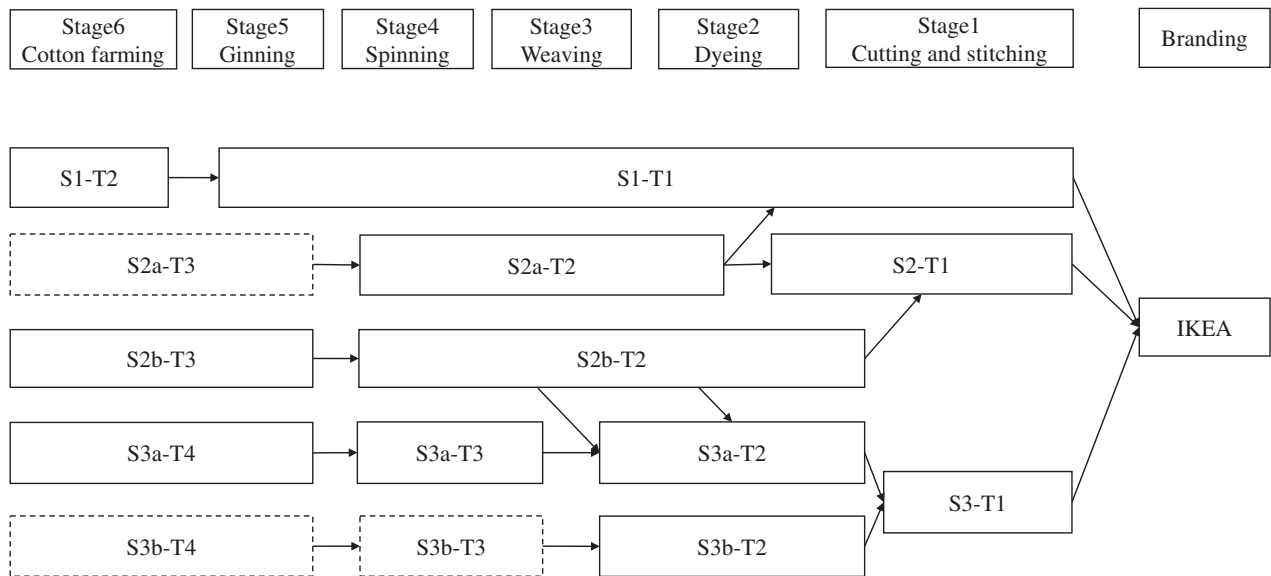 Stage6
Cotton farming
Stage5
Ginning
Stage4
Spinning
Stage3
Weaving
Stage2
Dyeing
Stage1
Cutting and stitching
Branding
S1-T2
S1-T1
S2a-T3
S2a-T2
S2-T1
IKEA
S2b-T3
S2b-T2
S3a-T4
S3a-T3
S3a-T2
S3-T1
S3b-T4
S3b-T3
S3b-T2